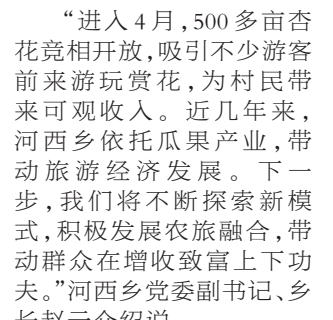 “进入4月,500多亩杏
花竞相开放,吸引不少游客
前来游玩赏花,为村民带
来可观收入。近几年来,
河西乡依托瓜果产业,带
动旅游经济发展。下一
步,我们将不断探索新模
式,积极发展农旅融合,带
动群众在增收致富上下功
夫。”河西乡党委副书记、乡